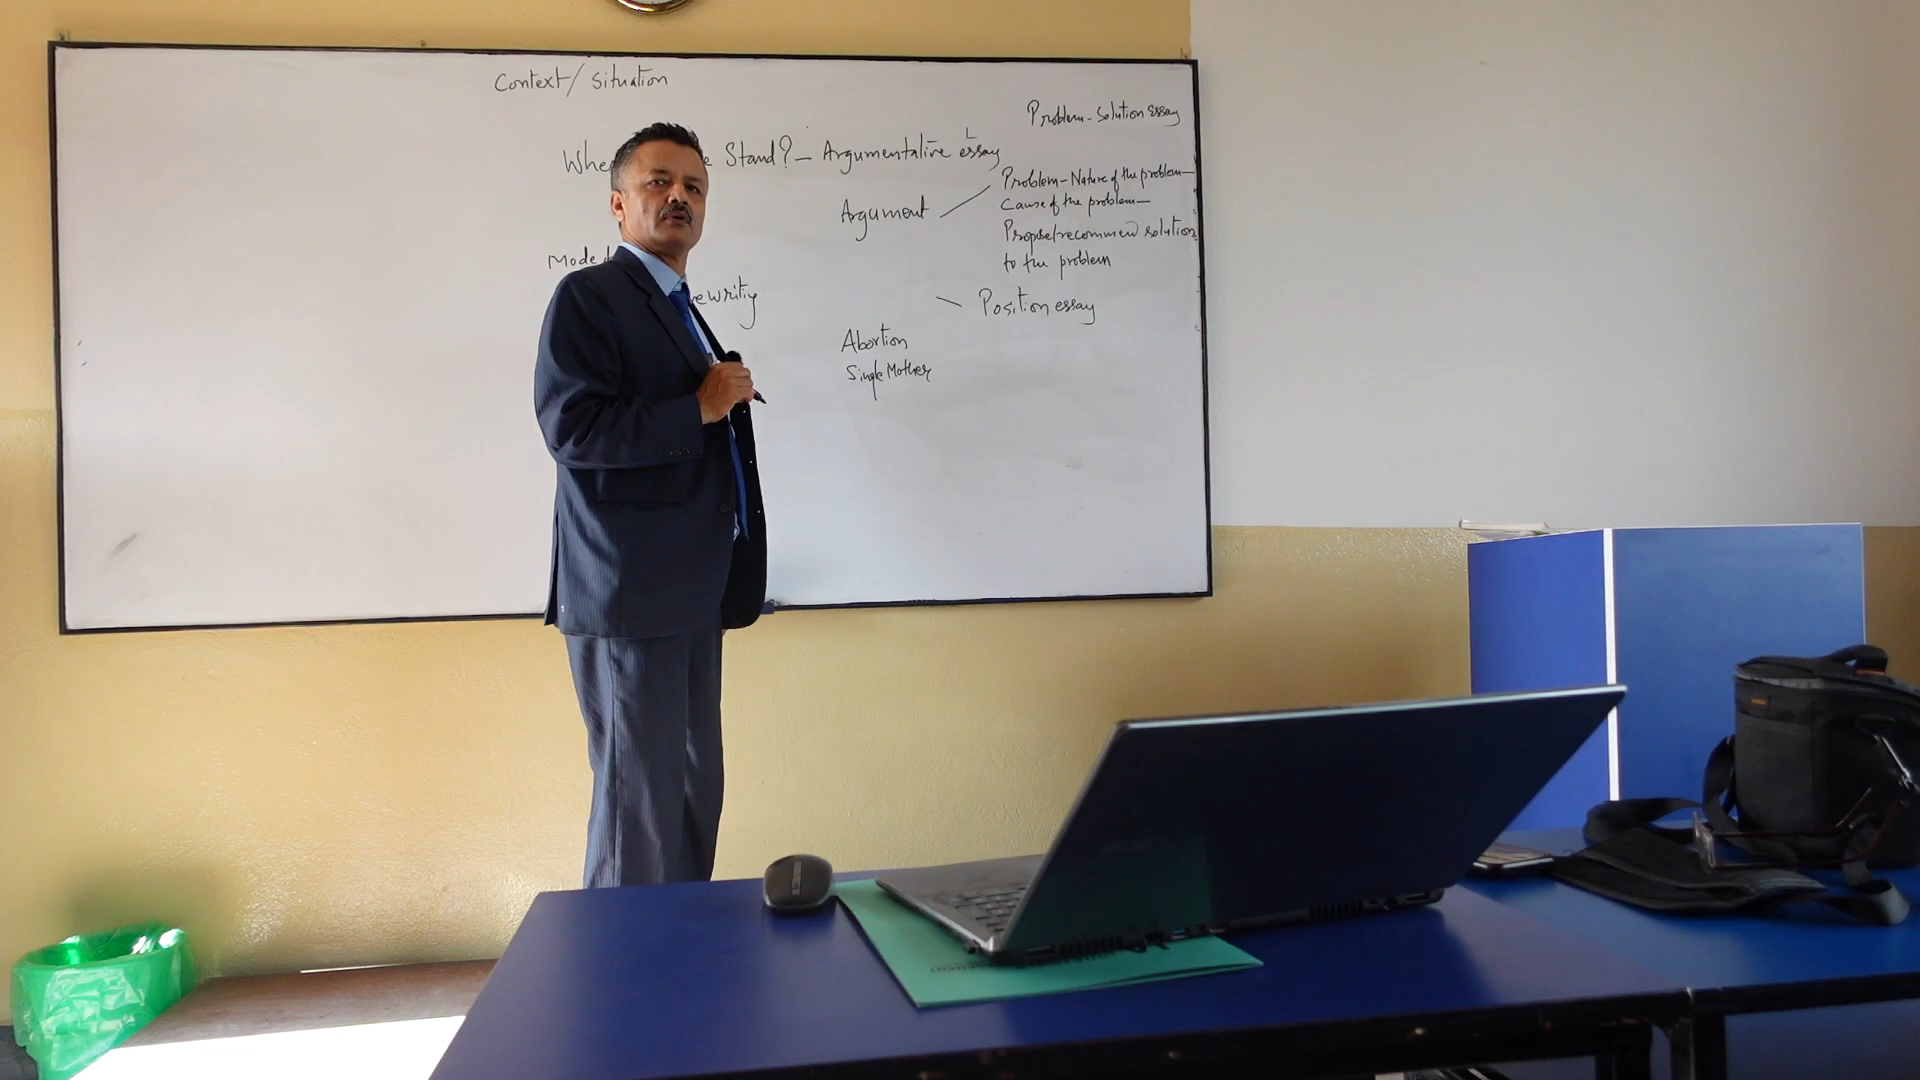 Context/ Situation
Problem-Solution essay
Stand? - Argumentative essay
Problem - Nature of the problem -
Cause of the problem -
Argument
Propose/recommend solution
to the problem
Mode
writing
Position essay
Abortion
Single Mother